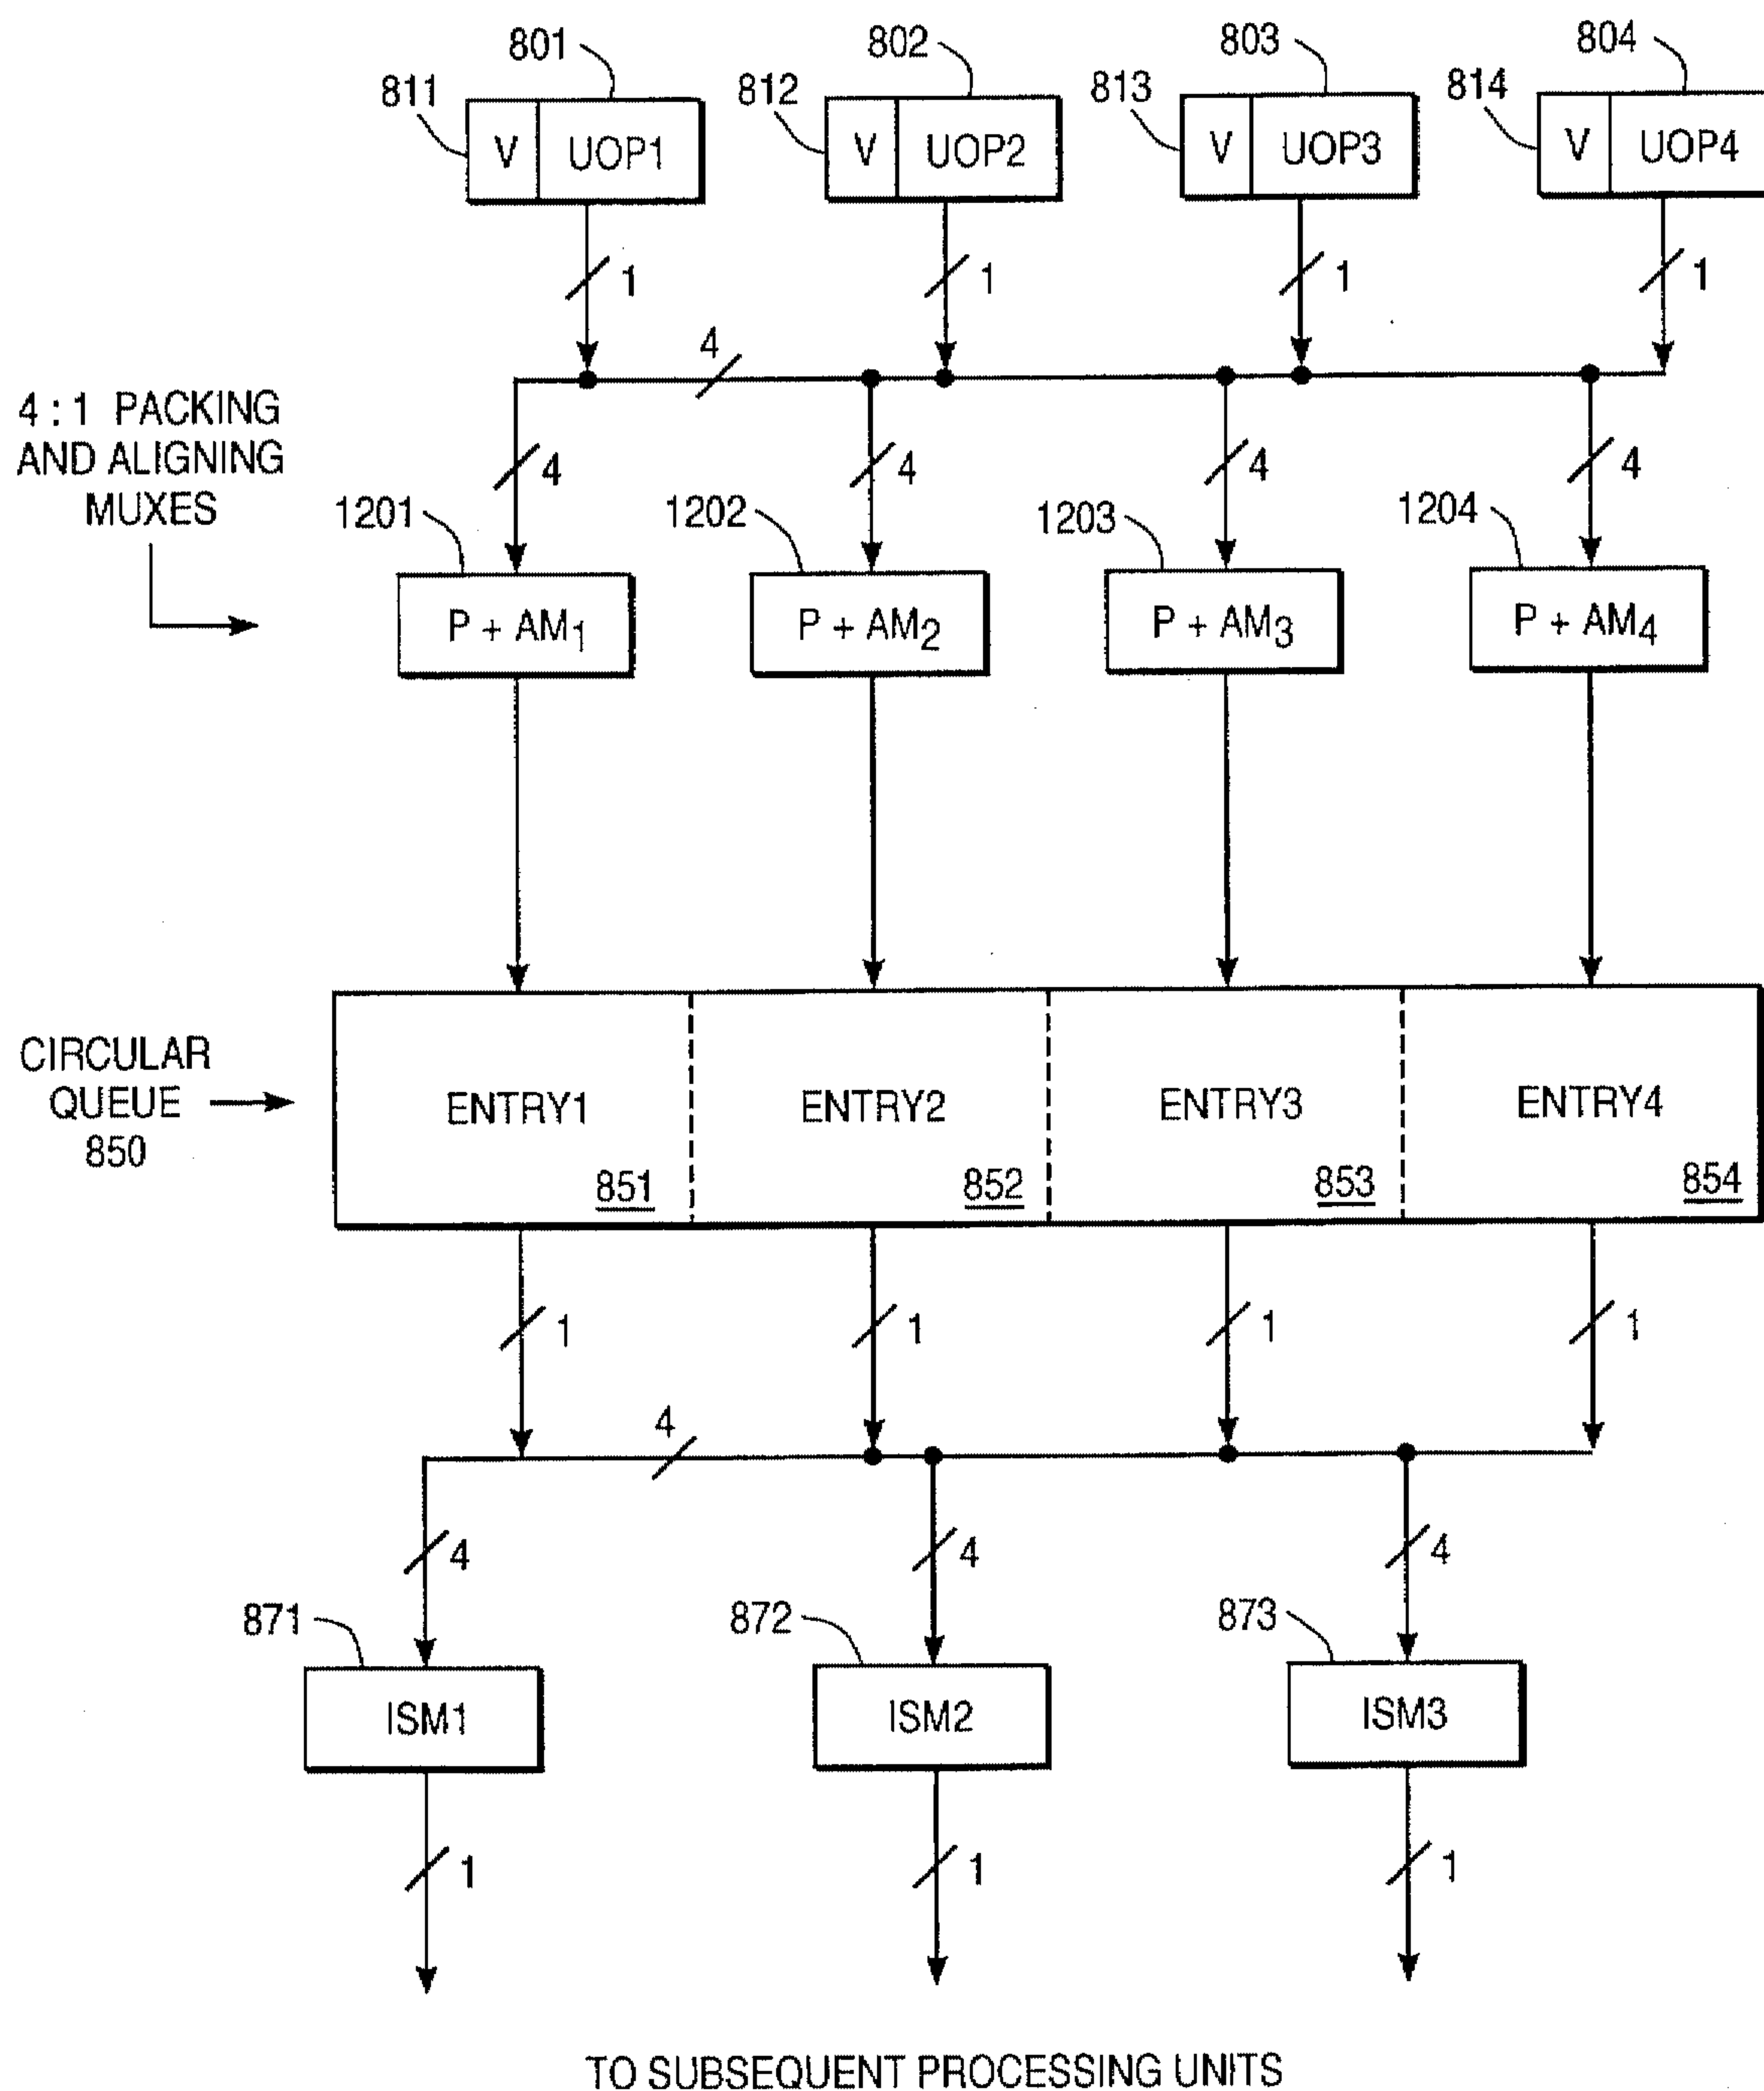 801
802
803
804
811
812
813
814
V
UOP1
V
UOP2
V
UOP3
V
UOP4
1
1
1
1
4
4 : 1 PACKING
AND ALIGNING
MUXES
4
4
4
4
1201
1202
1203
1204
P + AM1
P + AM2
P + AM3
P + AM4
CIRCULAR
QUEUE
850
ENTRY1
ENTRY2
ENTRY3
ENTRY4
851
852
853
854
1
1
1
1
4
4
4
4
871
872
873
ISM1
ISM2
ISM3
1
1
1
TO SUBSEQUENT PROCESSING UNITS